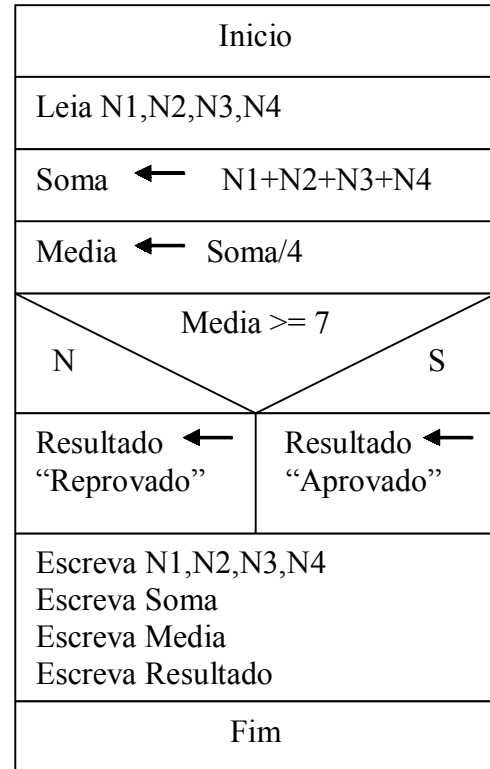 Inicio
Leia N1,N2,N3,N4
Soma ← N1+N2+N3+N4
Media ← Soma/4
Media >= 7
N
S
Resultado ←
“Reprovado”
Resultado ←
“Aprovado”
Escreva N1,N2,N3,N4
Escreva Soma
Escreva Media
Escreva Resultado
Fim